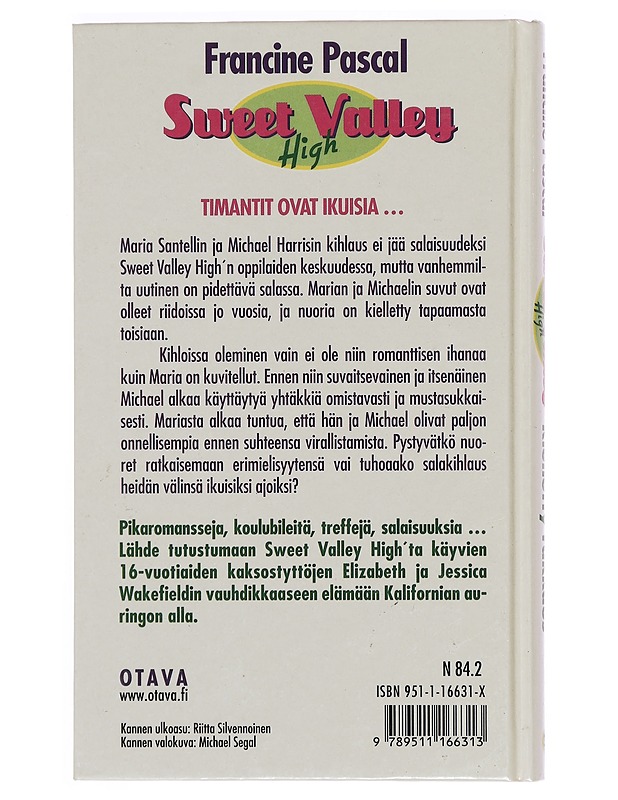 Francine Pascal
Sweet Valley
High
TIMANTIT OVAT IKUISIA ...
Maria Santellin ja Michael Harrisin kihlaus ei jää salaisuudeksi
Sweet Valley High´n oppilaiden keskuudessa, mutta vanhemmil-
ta uutinen on pidettävä salassa. Marian ja Michaelin suvut ovat
olleet riidoissa jo vuosia, ja nuoria on kielletty tapaamasta
toisiaan.
Kihloissa oleminen vain ei ole niin romanttisen ihanaa
kuin Maria on kuvitellut. Ennen niin suvaitsevainen ja itsenäinen
Michael alkaa käyttäytyä yhtäkkiä omistavasti ja mustasukkai-
sesti. Mariasta alkaa tuntua, että hän ja Michael olivat paljon
onnellisempia ennen suhteensa virallistamista. Pystyvätkö nuo-
ret ratkaisemaan erimielisyytensä vai tuhoaako salakihlaus
heidän välinsä ikuisiksi ajoiksi?
Pikaromansseja, koulubileitä, treffejä, salaisuuksia ...
Lähde tutustumaan Sweet Valley High´ta käyvien
16-vuotiaiden kaksostyttöjen Elizabeth ja Jessica
Wakefieldin vauhdikkaaseen elämään Kalifornian au-
ringon alla.
OTAVA
www.otava.fi
Kannen ulkoasu: Riitta Silvennoinen
Kannen valokuva: Michael Segal
N 84.2
ISBN 951-1-16631-X
9 789511 166313
High